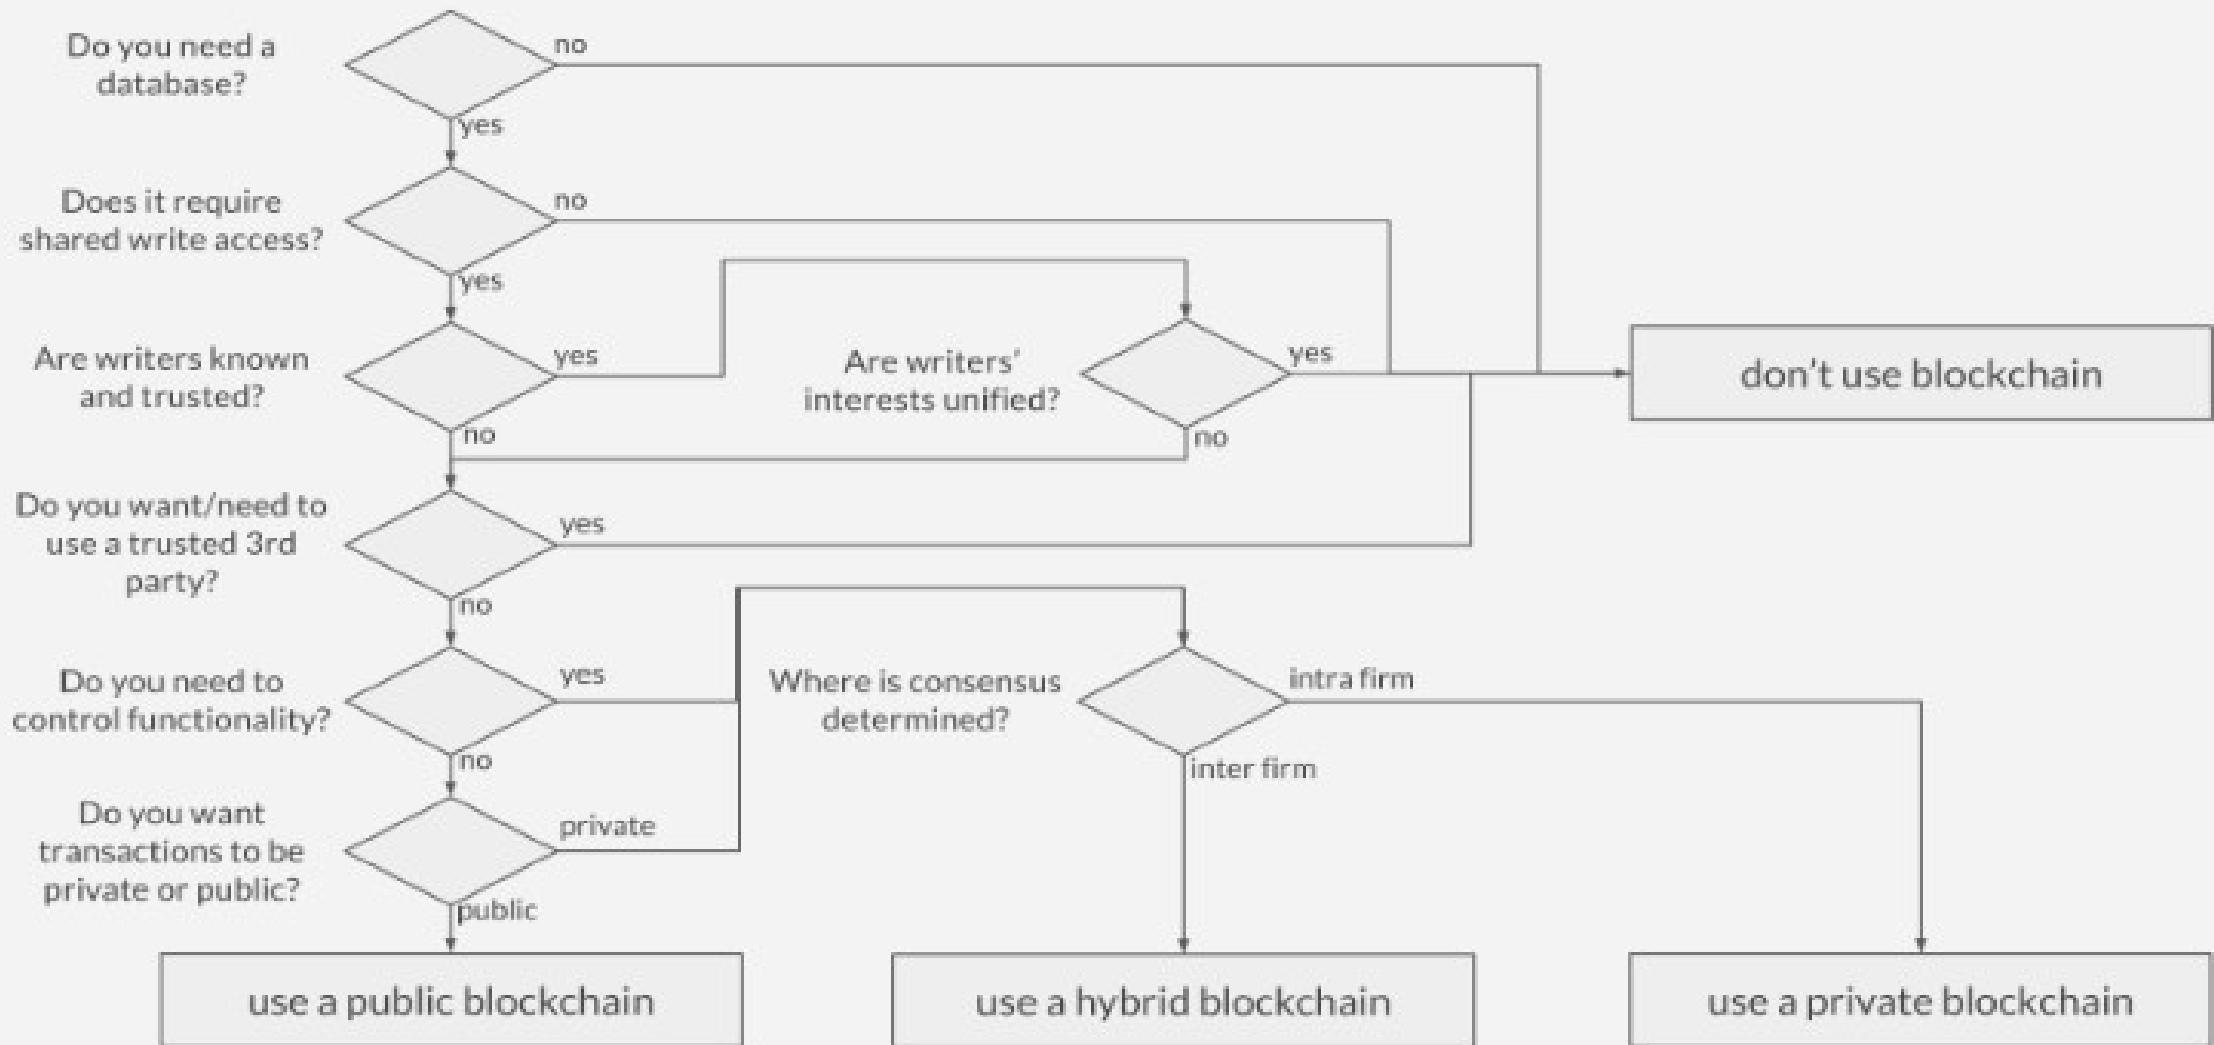 Do you need a
database?
no
yes
Does it require
shared write access?
no
yes
Are writers known
and trusted?
yes
no
Are writers'
interests unified?
yes
no
don't use blockchain
Do you want/need to
use a trusted 3rd
party?
yes
no
Do you need to
control functionality?
yes
no
Where is consensus
determined?
intra firm
inter firm
Do you want
transactions to be
private or public?
private
public
use a public blockchain
use a hybrid blockchain
use a private blockchain